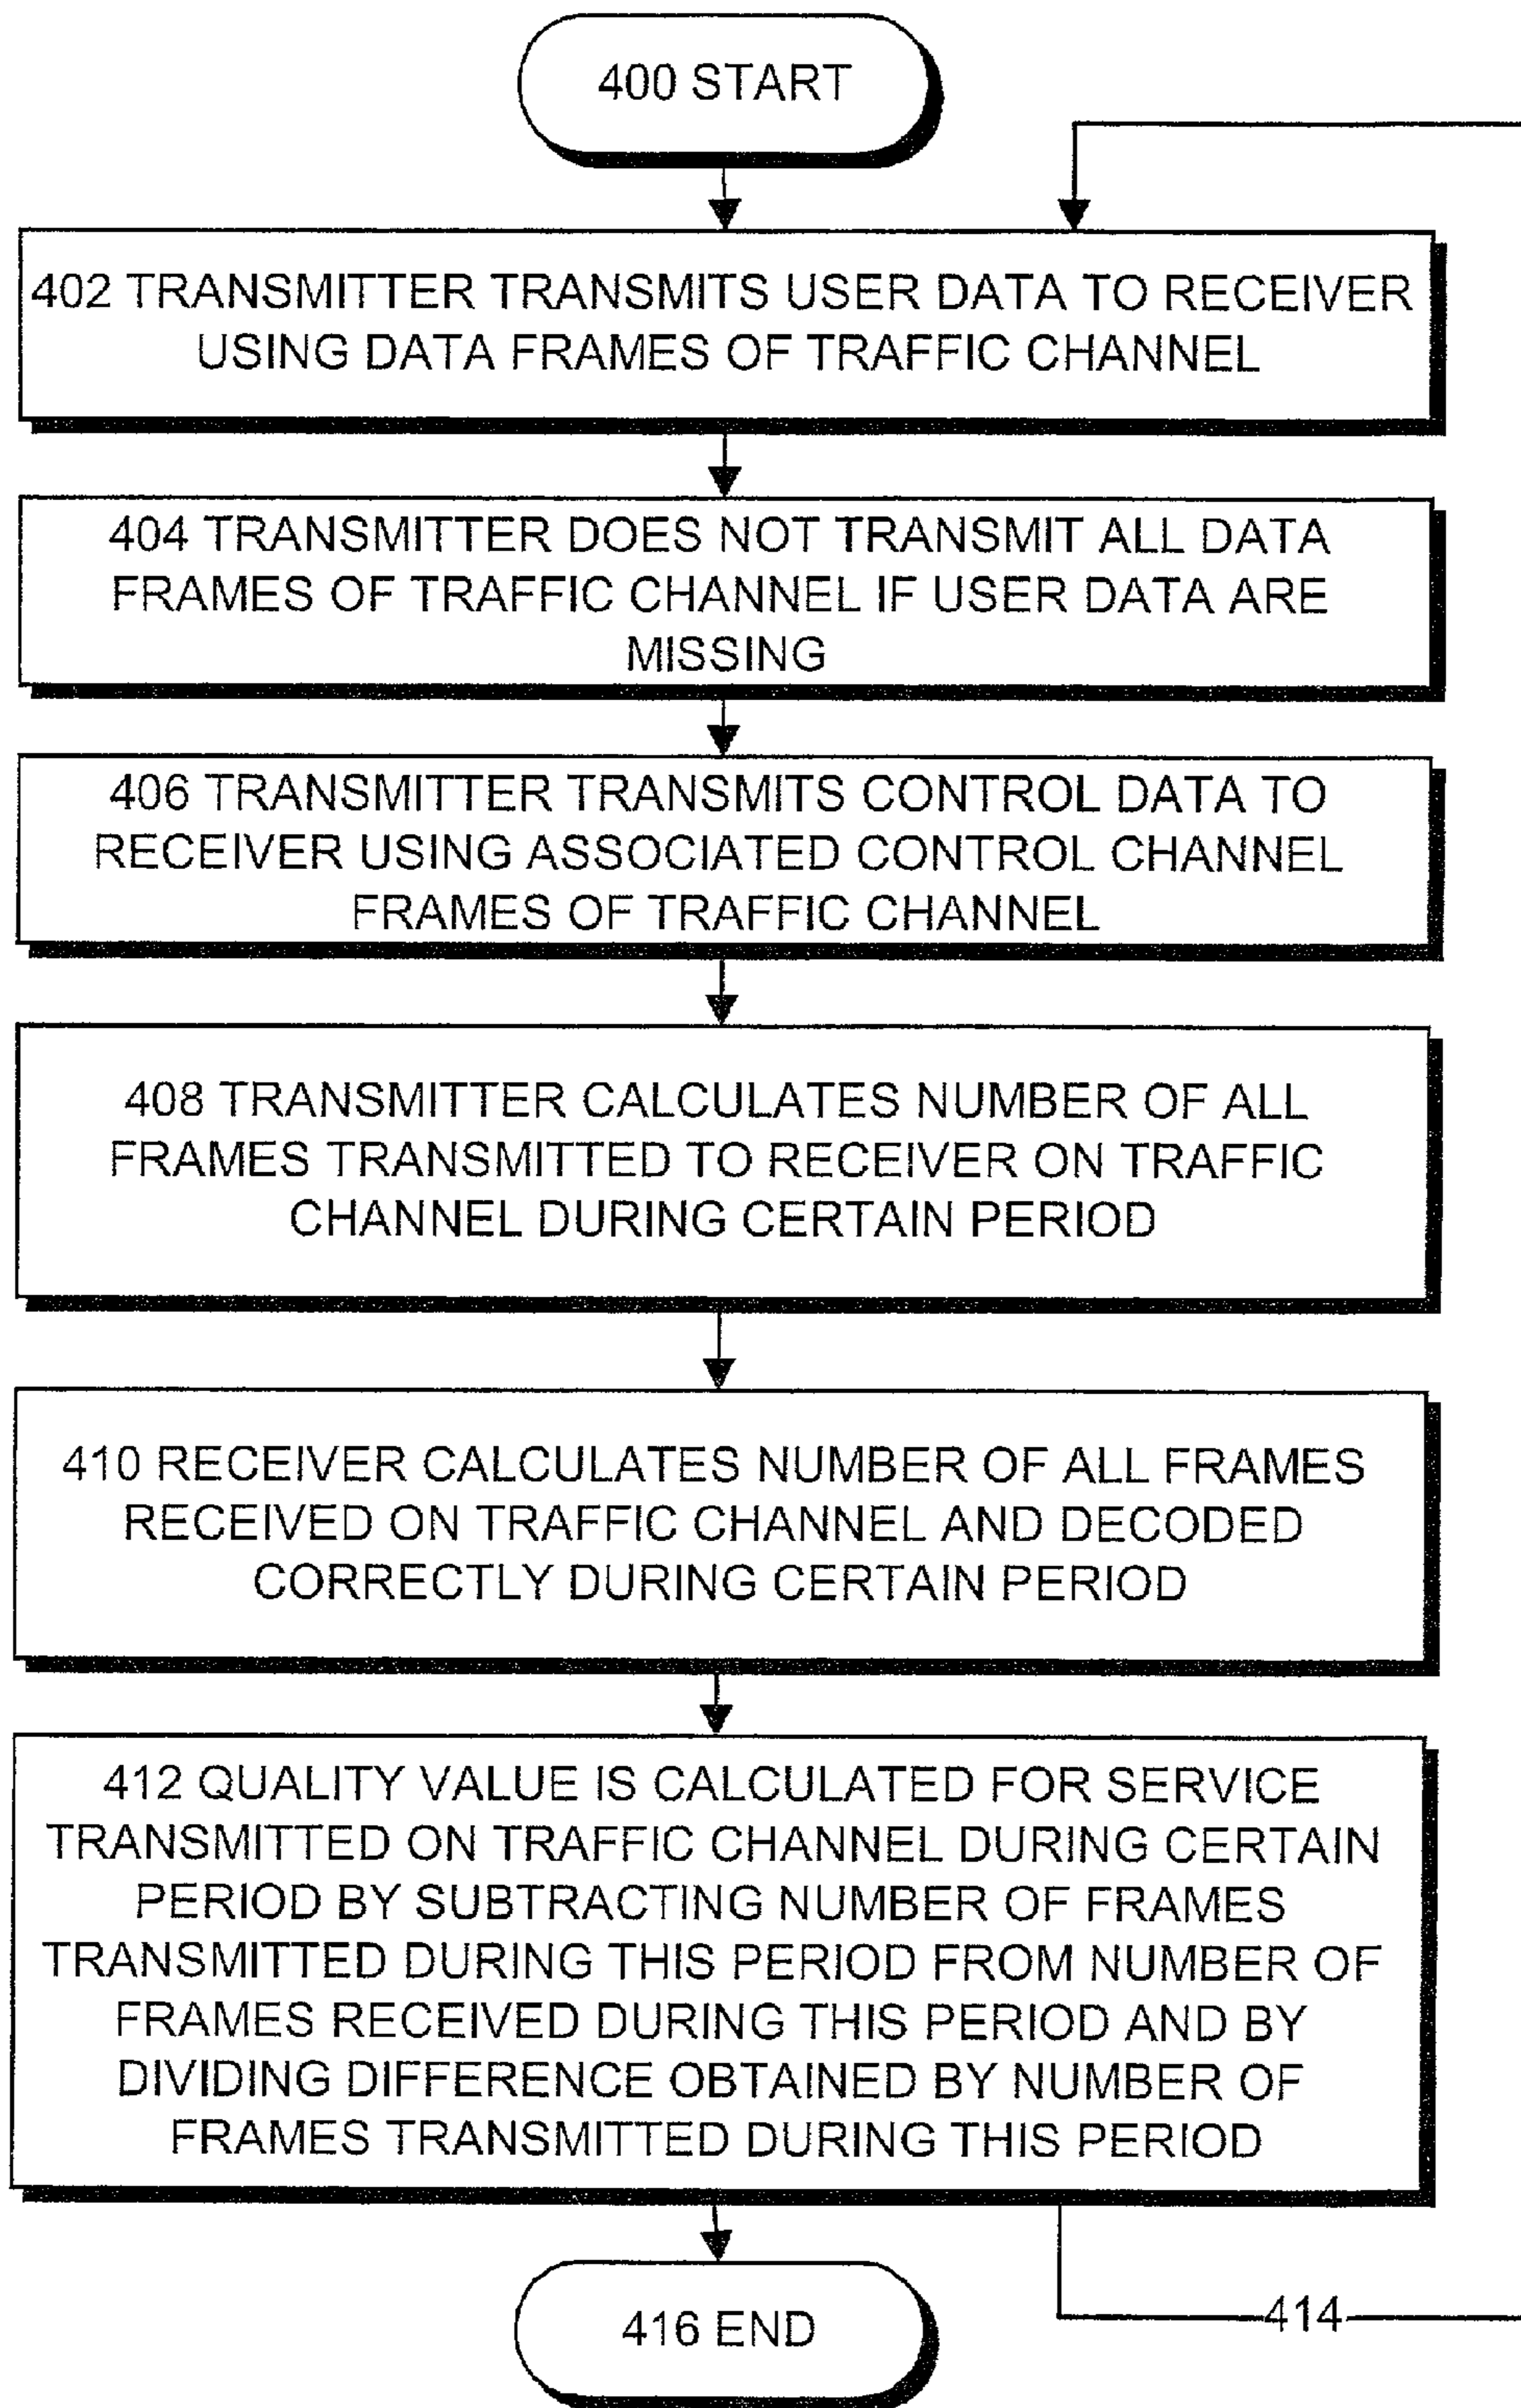 400 START
402 TRANSMITTER TRANSMITS USER DATA TO RECEIVER
USING DATA FRAMES OF TRAFFIC CHANNEL
404 TRANSMITTER DOES NOT TRANSMIT ALL DATA
FRAMES OF TRAFFIC CHANNEL IF USER DATA ARE
MISSING
406 TRANSMITTER TRANSMITS CONTROL DATA TO
RECEIVER USING ASSOCIATED CONTROL CHANNEL
FRAMES OF TRAFFIC CHANNEL
408 TRANSMITTER CALCULATES NUMBER OF ALL
FRAMES TRANSMITTED TO RECEIVER ON TRAFFIC
CHANNEL DURING CERTAIN PERIOD
410 RECEIVER CALCULATES NUMBER OF ALL FRAMES
RECEIVED ON TRAFFIC CHANNEL AND DECODED
CORRECTLY DURING CERTAIN PERIOD
412 QUALITY VALUE IS CALCULATED FOR SERVICE
TRANSMITTED ON TRAFFIC CHANNEL DURING CERTAIN
PERIOD BY SUBTRACTING NUMBER OF FRAMES
TRANSMITTED DURING THIS PERIOD FROM NUMBER OF
FRAMES RECEIVED DURING THIS PERIOD AND BY
DIVIDING DIFFERENCE OBTAINED BY NUMBER OF
FRAMES TRANSMITTED DURING THIS PERIOD
414
416 END